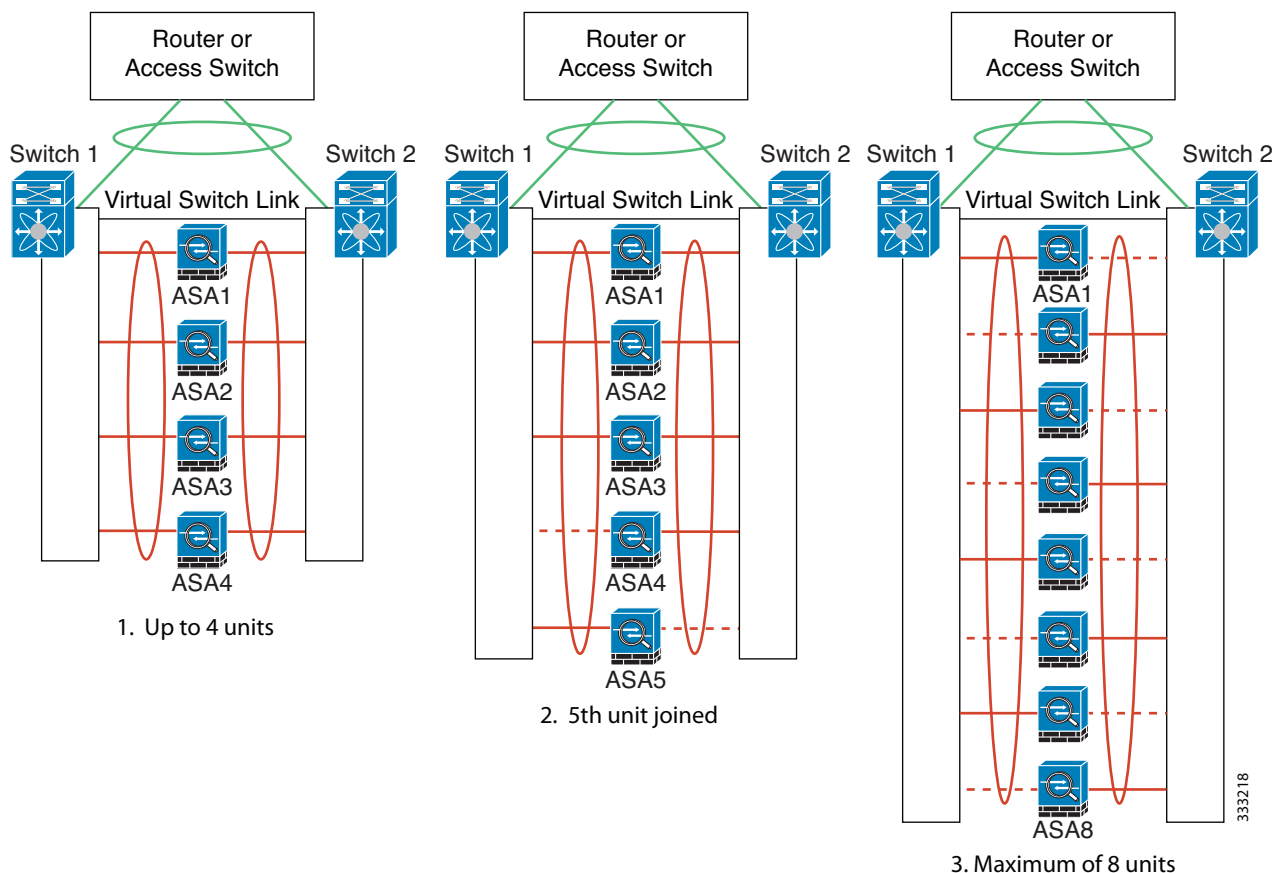 Router or
Access Switch
Switch 1
Switch 2
Virtual Switch Link
ASA1
ASA2
ASA3
ASA4
1. Up to 4 units
Router or
Access Switch
Switch 1
Switch 2
Virtual Switch Link
ASA1
ASA2
ASA3
ASA4
ASA5
2. 5th unit joined
Router or
Access Switch
Switch 1
Switch 2
Virtual Switch Link
ASA1
ASA8
333218
3. Maximum of 8 units